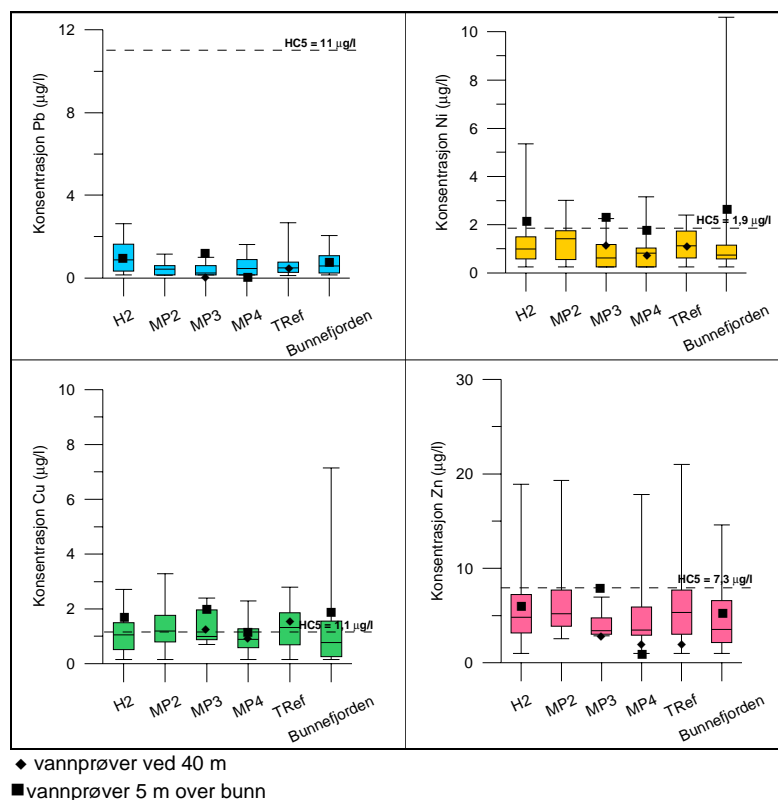 12
HC5 = 11 µg/l
8
4
0
Konsentrasjon Pb (µg/l)
H2
MP2
MP3
MP4
TRef
Bunnefjorden
10
8
6
4
2
0
Konsentrasjon Ni (µg/l)
HC5 = 1,9 µg/l
H2
MP2
MP3
MP4
TRef
Bunnefjorden
10
8
6
4
2
0
Konsentrasjon Cu (µg/l)
HC5 = 1,1 µg/l
H2
MP2
MP3
MP4
TRef
Bunnefjorden
30
20
10
0
Konsentrasjon Zn (µg/l)
HC5 = 7.3 µg/l
H2
MP2
MP3
MP4
TRef
Bunnefjorden
◆ vannprøver ved 40 m
■ vannprøver 5 m over bunn